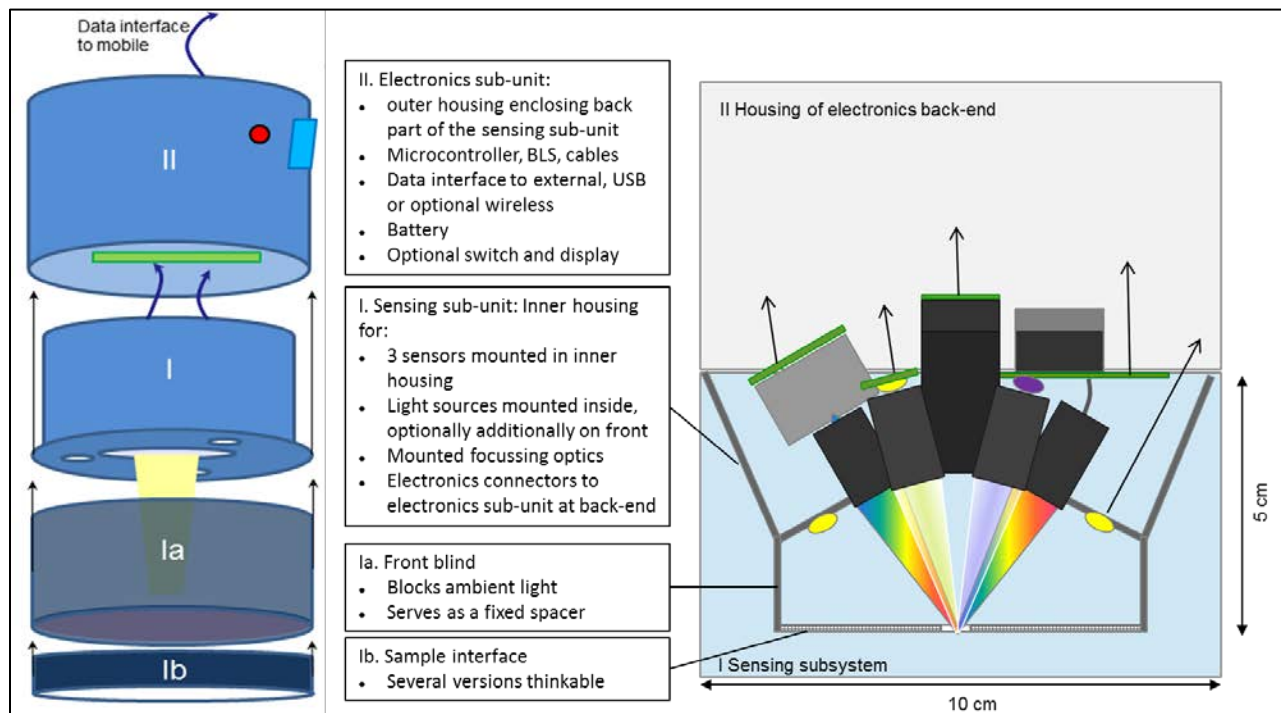 Data interface
to mobile
II
I
Ia
Ib
II. Electronics sub-unit:
• outer housing enclosing back
part of the sensing sub-unit
• Microcontroller, BLS, cables
• Data interface to external, USB
or optional wireless
• Battery
• Optional switch and display
I. Sensing sub-unit: Inner housing
for:
• 3 sensors mounted in inner
housing
• Light sources mounted inside,
optionally additionally on front
• Mounted focussing optics
• Electronics connectors to
electronics sub-unit at back-end
Ia. Front blind
• Blocks ambient light
• Serves as a fixed spacer
Ib. Sample interface
• Several versions thinkable
II Housing of electronics back-end
I Sensing subsystem
5 cm
10 cm